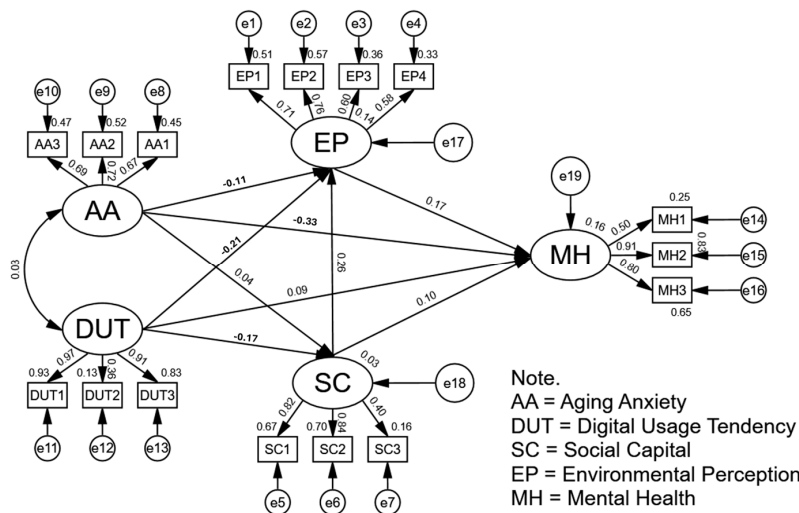 e1 e2 e3 e4
0.51 0.57 0.36 0.33
EP1 EP2 EP3 EP4
0.71 0.76 0.60 0.14 0.58
EP
e17
e10 e9 e8
0.47 0.52 0.45
AA3 AA2 AA1
0.69 0.72 0.67
AA
-0.11
-0.33
-0.21
0.04
0.17
0.26
0.09
-0.17
0.10
0.03
e19
0.16
MH
0.25
0.50 MH1 e14
0.83
0.91 MH2 e15
0.80 MH3 e16
0.65
DUT
0.93 0.97 0.13 0.36 0.91 0.83
DUT1 DUT2 DUT3
e11 e12 e13
0.03
SC
e18
0.82 0.84 0.40
0.67 0.70 0.16
SC1 SC2 SC3
e5 e6 e7
Note.
AA = Aging Anxiety
DUT = Digital Usage Tendency
SC = Social Capital
EP = Environmental Perception
MH = Mental Health